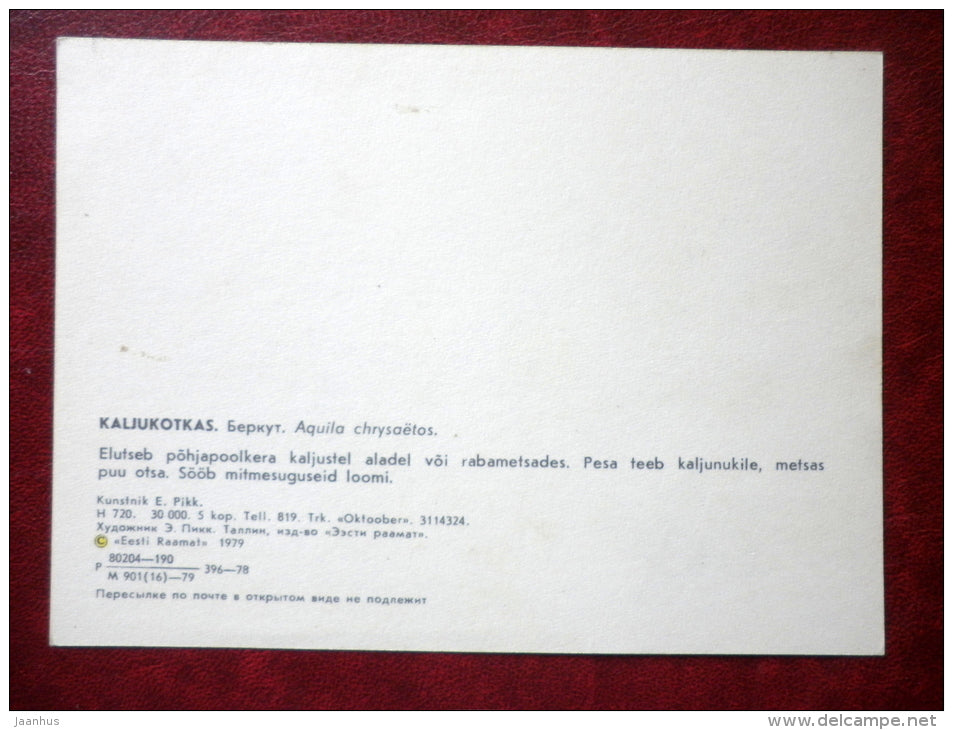 KALJUKOTKAS. Беркут. Aquila chrysaëtos.
Elutseb põhjapoolkera kaljustel aladel või rabametsades. Pesa teeb kaljunukile, metsas
puu otsa. Sööb mitmesuguseid loomi.
Kunstnik E. Pikk.
H 720. 30 000. 5 kop. Tell. 819. Trk. «Oktoober». 3114324.
Художник Э. Пикк. Таллин, изд-во «Ээсти раамат».
© «Eesti Raamat» 1979
80204—190
Р
М 901(16)—79
396—78
Пересылке по почте в открытом виде не подлежит
jaanhus
www.delcampe.net